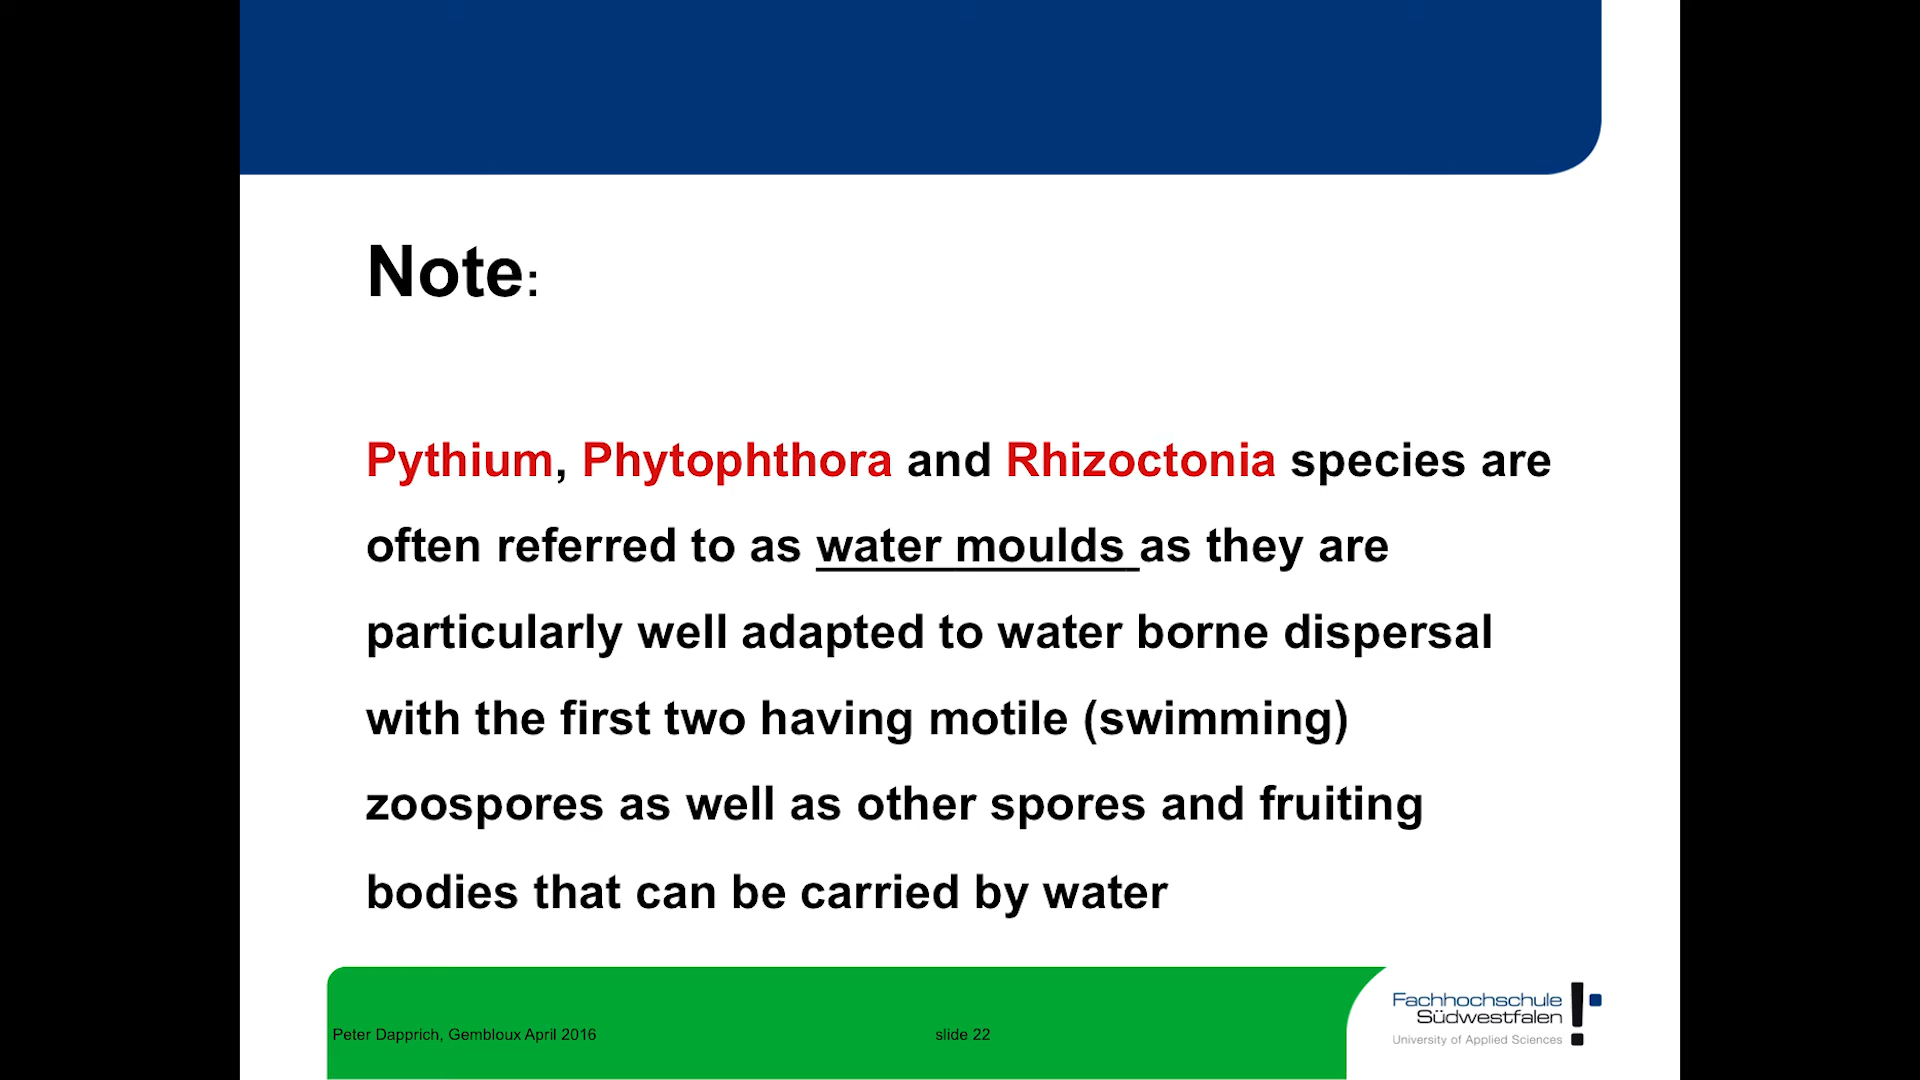 Note:
Pythium, Phytophthora and Rhizoctonia species are
often referred to as water moulds as they are
particularly well adapted to water borne dispersal
with the first two having motile (swimming)
zoospores as well as other spores and fruiting
bodies that can be carried by water
Peter Dapprich, Gembloux April 2016
slide 22
Fachhochschule
Südwestfalen
University of Applied Sciences